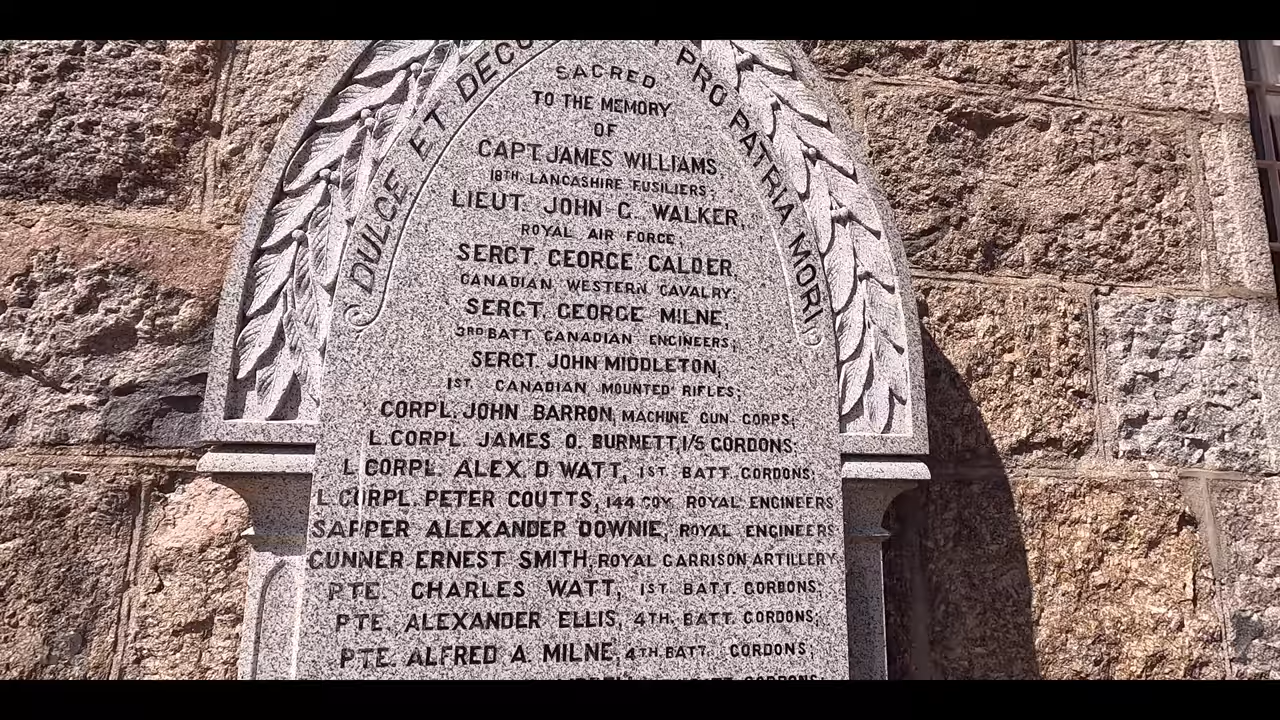 DULCE ET DECO
PRO PATRIA MORI
SACRED
TO THE MEMORY
OF
CAPT. JAMES WILLIAMS.
18TH. LANCASHIRE FUSILIERS.
LIEUT. JOHN G. WALKER,
ROYAL AIR FORCE;
SERGT. GEORGE CALDER
CANADIAN WESTERN CAVALRY;
SERGT. GEORGE MILNE,
3RD BATT. CANADIAN ENGINEERS;
SERGT. JOHN MIDDLETON,
1ST. CANADIAN MOUNTED RIFLES;
CORPL. JOHN BARRON, MACHINE GUN CORPS;
L. CORPL. JAMES O. BURNETT, 1/5 GORDONS.
L. CORPL. ALEX. D. WATT, 1ST. BATT. GORDONS;
L. CORPL. PETER COUTTS, 144 COY. ROYAL ENGINEERS
SAPPER ALEXANDER DOWNIE, ROYAL ENGINEERS
GUNNER ERNEST SMITH, ROYAL GARRISON ARTILLERY
PTE. CHARLES WATT, 1ST. BATT. GORDONS;
PTE. ALEXANDER ELLIS, 4TH. BATT. GORDONS;
PTE. ALFRED A. MILNE, 4TH. BATT. GORDONS;
GORDONS